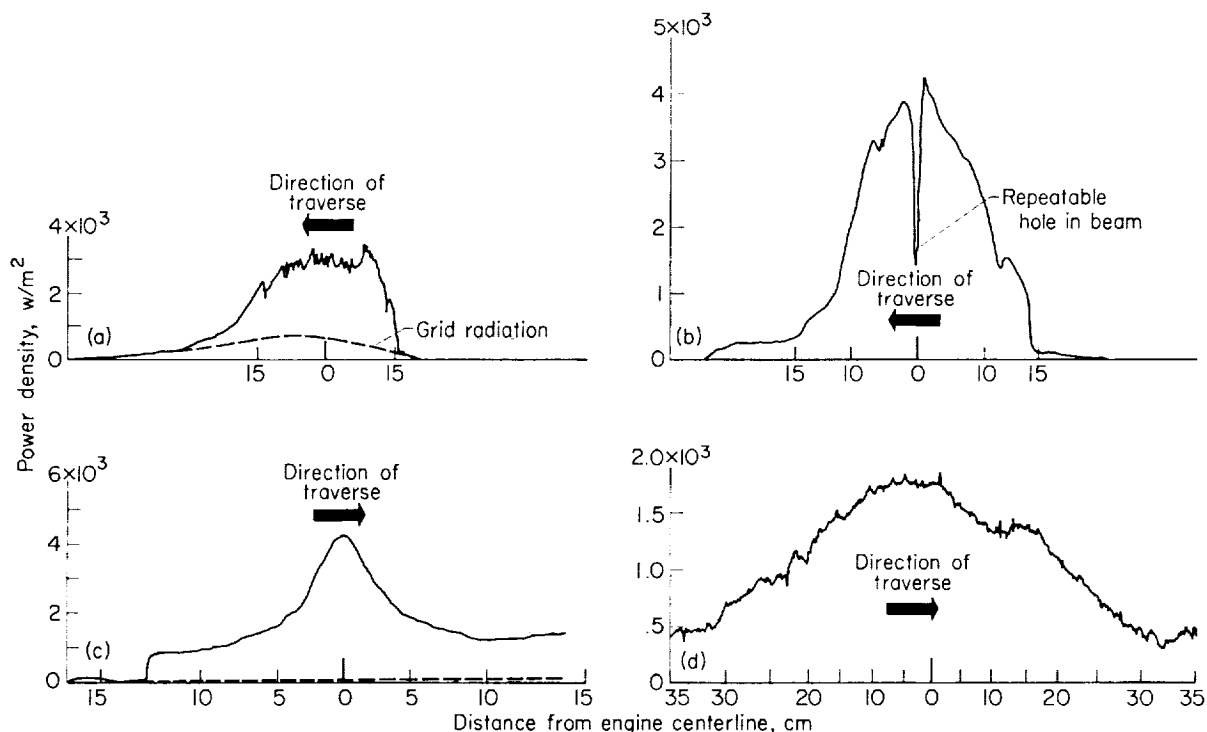 Power density, w/m²
4×10³
2
0
(a)
Direction of
traverse
Grid radiation
15 0 15
5×10³
4
3
2
1
0
(b)
Repeatable
hole in beam
Direction of
traverse
15 10 0 10 15
6×10³
4
2
0
(c)
Direction of
traverse
15 10 5 0 5 10 15
2.0×10³
1.5
1.0
.5
0
(d)
Direction of
traverse
35 30 20 10 0 10 20 30 35
Distance from engine centerline, cm